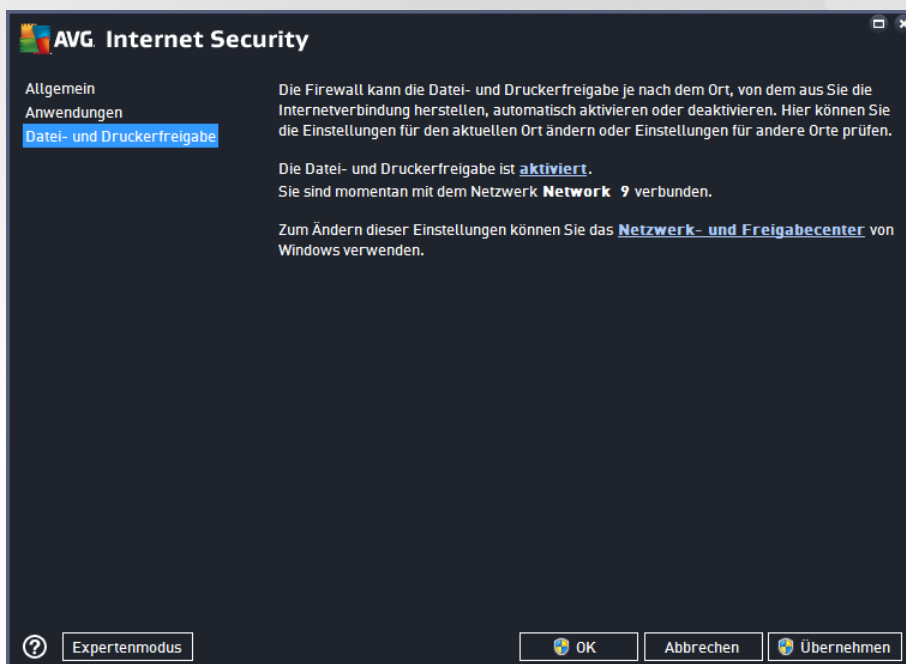 AVG Internet Security
Allgemein
Anwendungen
Datei- und Druckerfreigabe
Die Firewall kann die Datei- und Druckerfreigabe je nach dem Ort, von dem aus Sie die
Internetverbindung herstellen, automatisch aktivieren oder deaktivieren. Hier können Sie
die Einstellungen für den aktuellen Ort ändern oder Einstellungen für andere Orte prüfen.
Die Datei- und Druckerfreigabe ist aktiviert.
Sie sind momentan mit dem Netzwerk Network 9 verbunden.
Zum Ändern dieser Einstellungen können Sie das Netzwerk- und Freigabecenter von
Windows verwenden.
? Expertenmodus OK Abbrechen Übernehmen